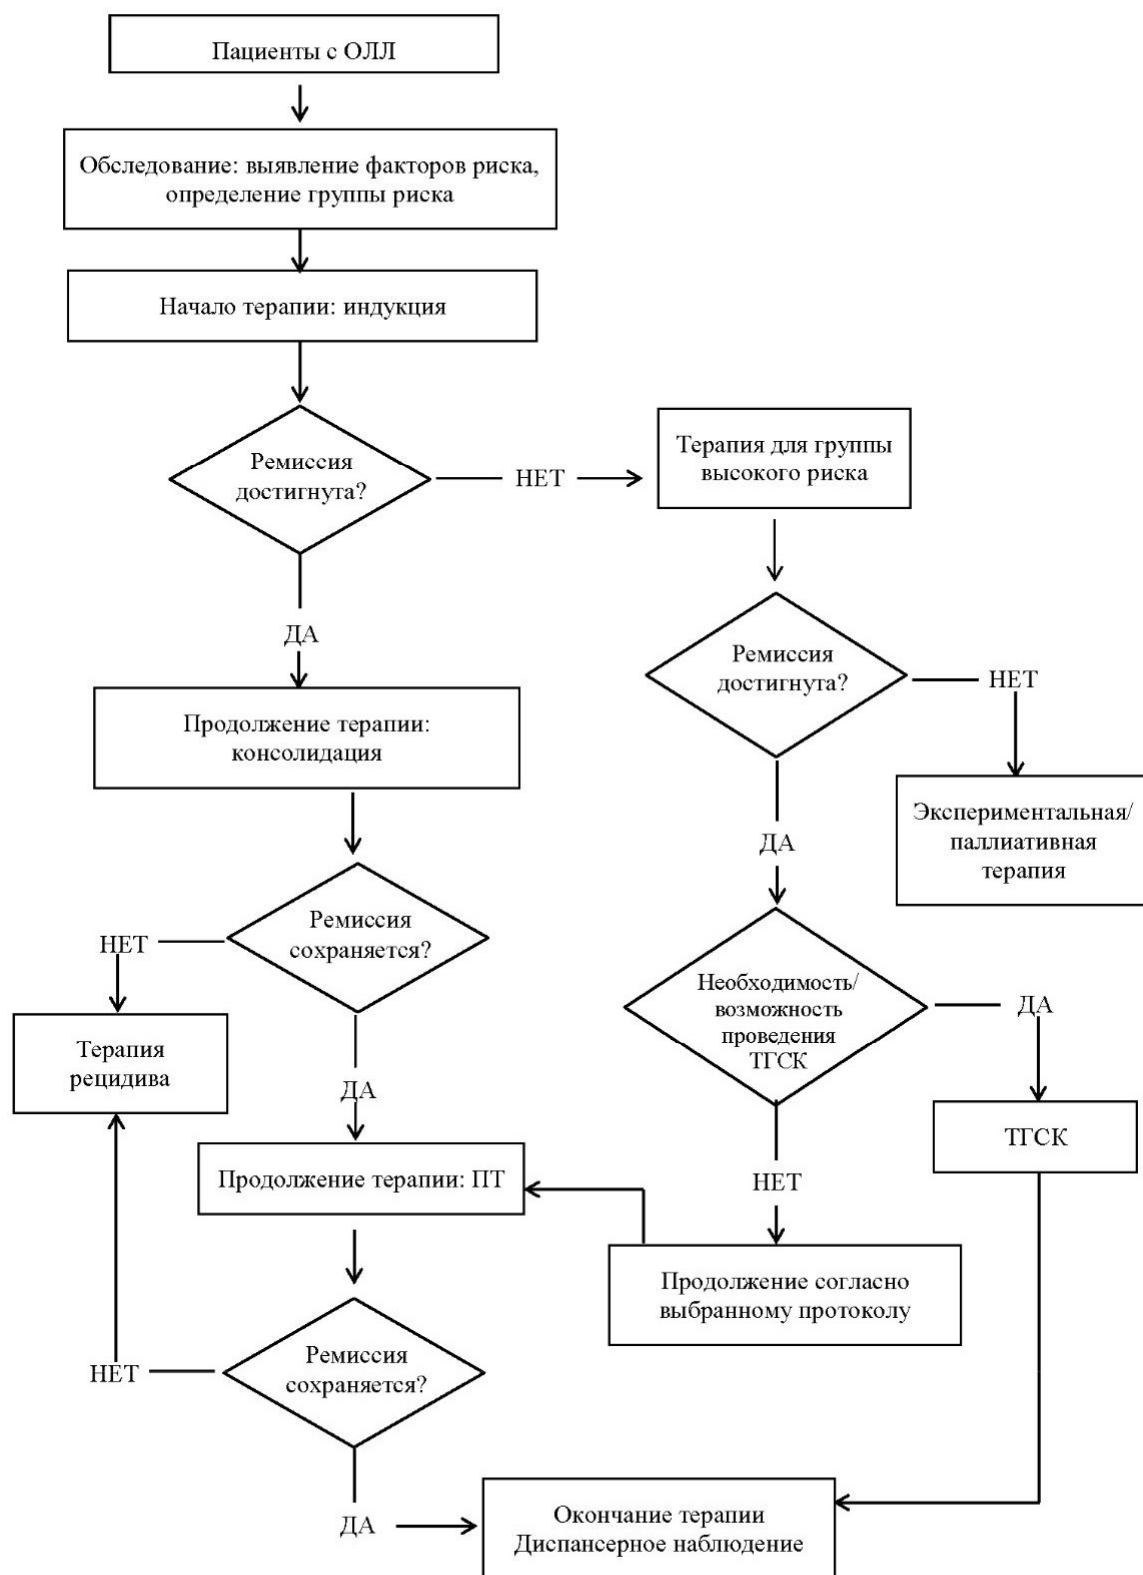 Пациенты с ОЛЛ
Обследование: выявление факторов риска,
определение группы риска
Начало терапии: индукция
Ремиссия
достигнута?
НЕТ
Терапия для группы
высокого риска
ДА
Ремиссия
достигнута?
НЕТ
Продолжение терапии:
консолидация
Экспериментальная/
паллиативная
терапия
ДА
Ремиссия
сохраняется?
НЕТ
Необходимость/
возможность
проведения
ТГСК
ДА
Терапия
рецидива
ДА
ТГСК
Продолжение терапии: ПТ
НЕТ
Продолжение согласно
выбранному протоколу
Ремиссия
сохраняется?
НЕТ
ДА
Окончание терапии
Диспансерное наблюдение